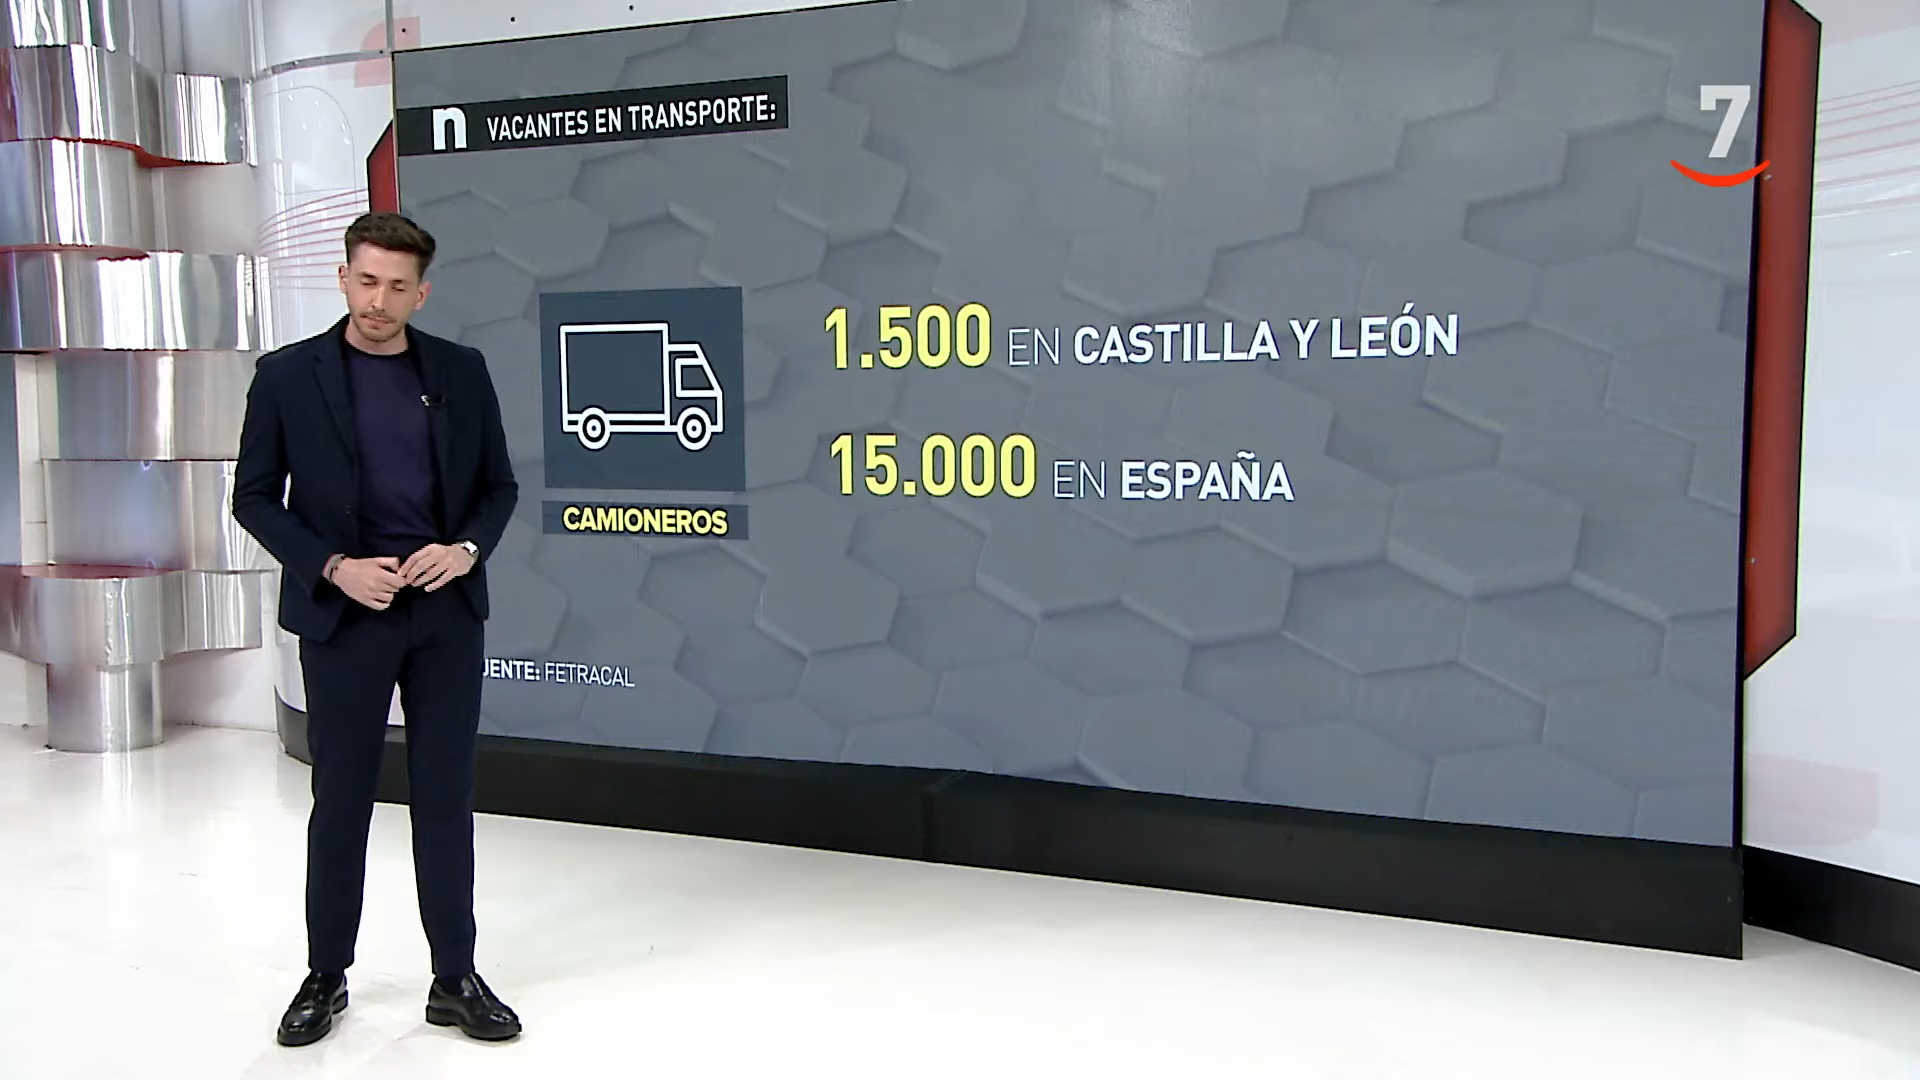 n VACANTES EN TRANSPORTE:
7
1.500 EN CASTILLA Y LEÓN
15.000 EN ESPAÑA
CAMIONEROS
UENTE: FETRACAL